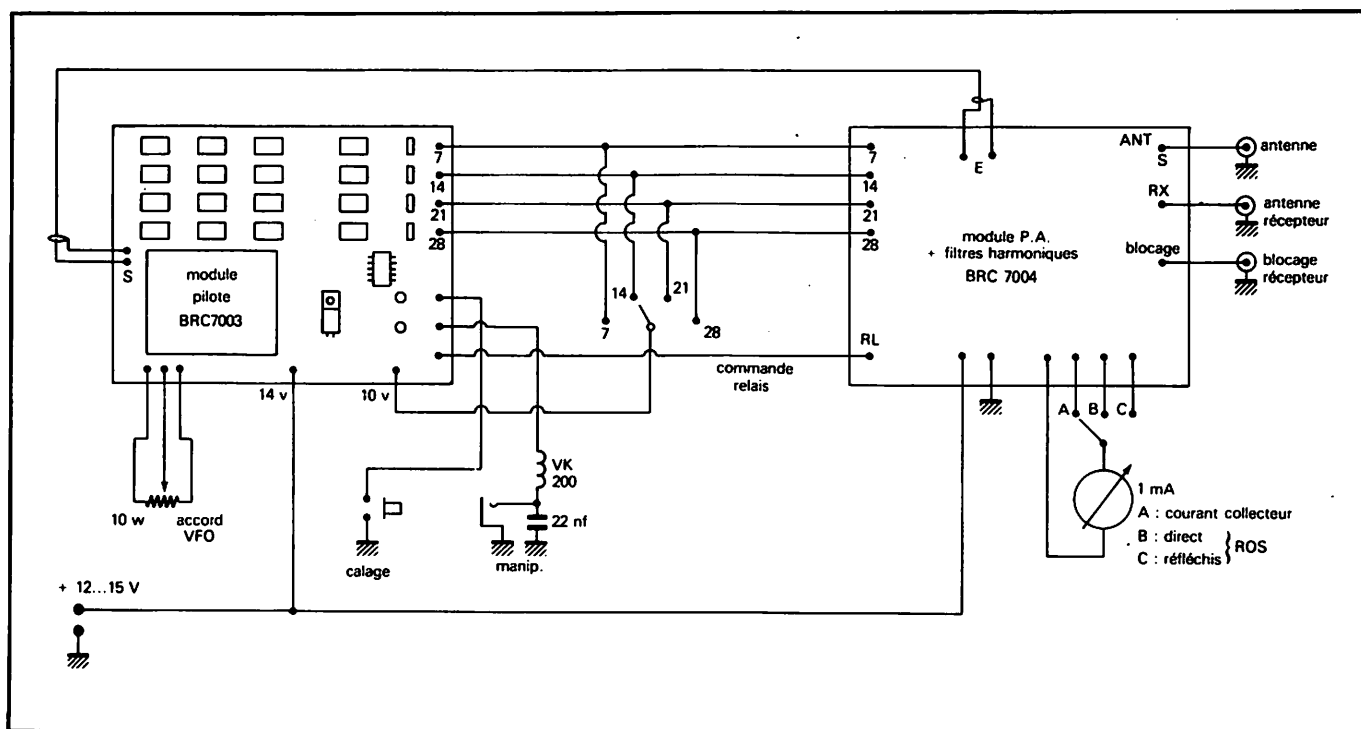 7
14
21
28
S
module
pilote
BRC7003
14 v
10 v
10 w
accord
VFO
+ 12...15 V
calage
VK
200
22 nf
manip.
14
21
7
28
commande
relais
E
7
14
21
28
RL
module P.A.
+ filtres harmoniques
BRC 7004
ANT
S
RX
blocage
antenne
antenne
récepteur
blocage
récepteur
A
B
C
1 mA
A : courant collecteur
B : direct
C : réfléchis
ROS